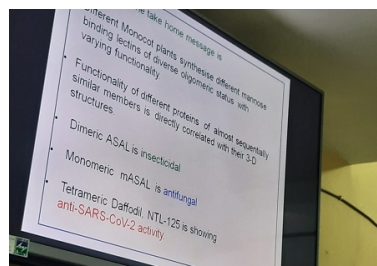 take home message is
Different Monocot plants synthesise different mannose
binding lectins of diverse oligomeric status with
varying functionality
• Functionality of different proteins of almost sequentially
similar members is directly correlated with their 3-D
structures.
• Dimeric ASAL is insecticidal
• Monomeric mASAL is antifungal
• Tetrameric Daffodil, NTL-125 is showing
anti-SARS-CoV-2 activity